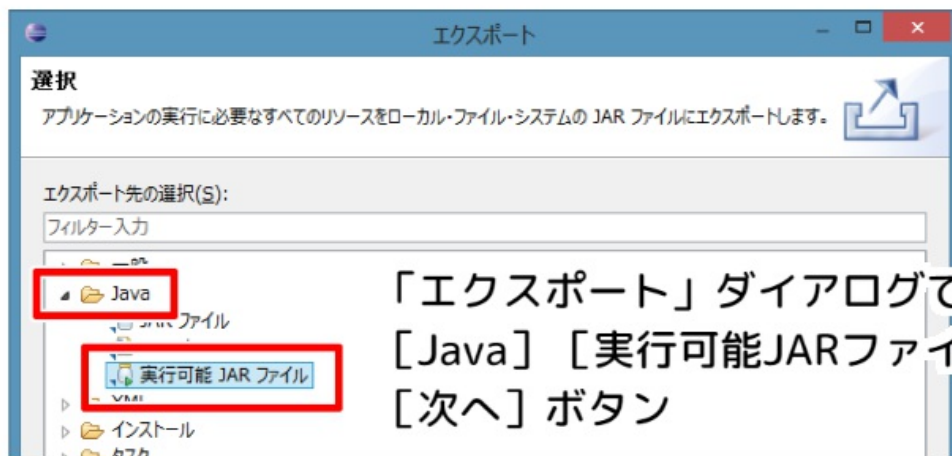 エクスポート
選択
アプリケーションの実行に必要なすべてのリソースをローカル・ファイル・システムの JAR ファイルにエクスポートします。
エクスポート先の選択(S):
フィルター入力
一般
Java
JAR ファイル
実行可能 JAR ファイル
XML
インストール
タスク
「エクスポート」ダイアログで
[Java] [実行可能JARファイ
[次へ] ボタン